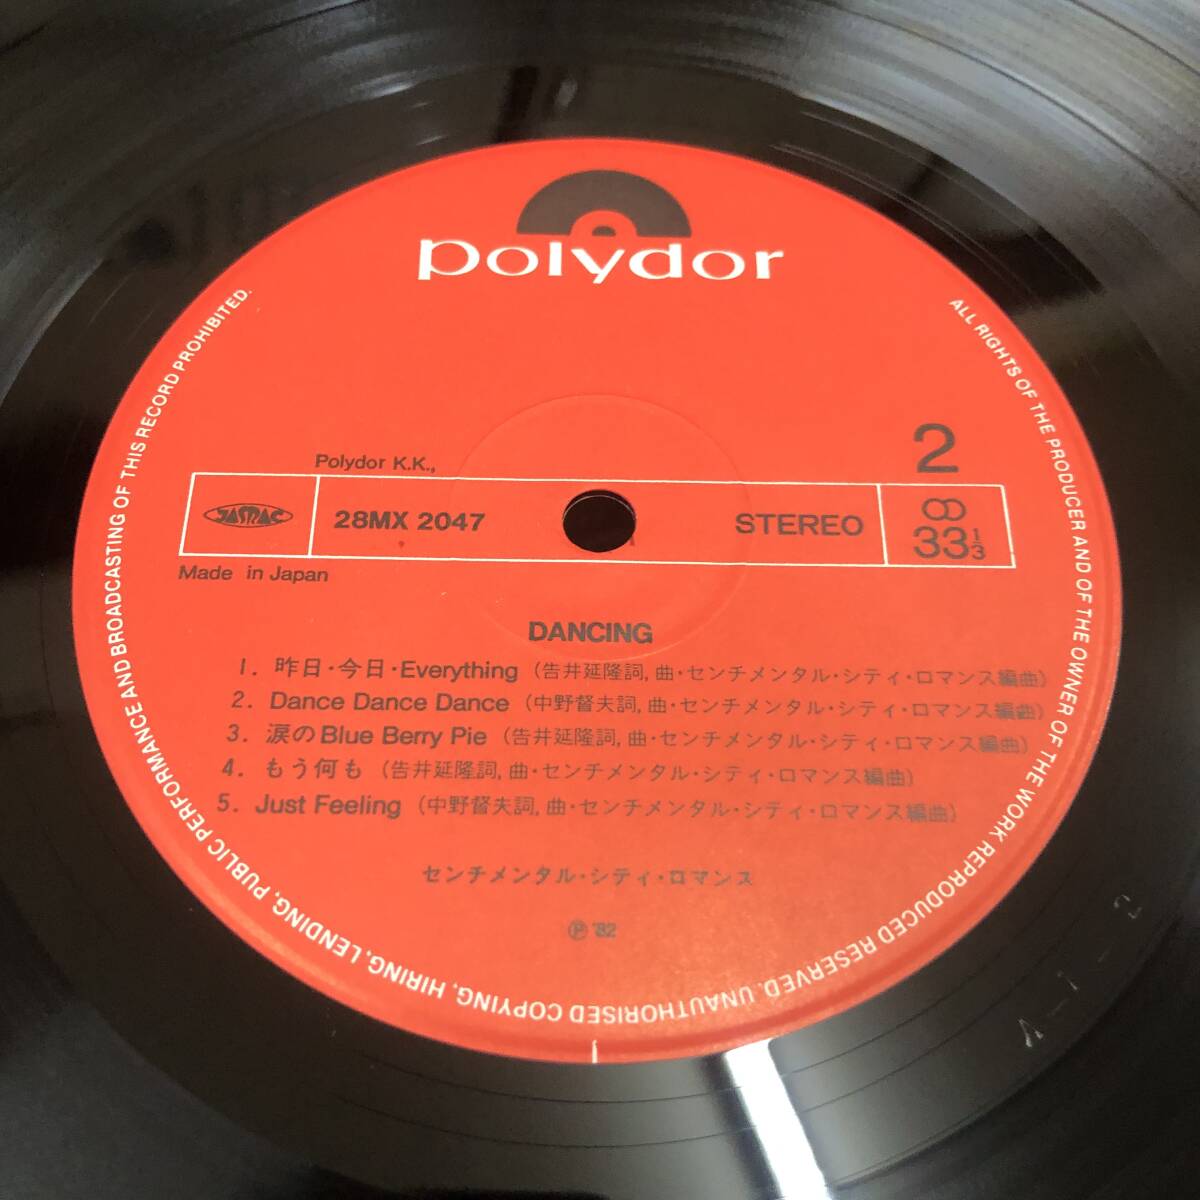 polydor
Polydor K.K.,
2
JASRAC
28MX 2047
STEREO
33 1/3
Made in Japan
DANCING
1. 昨日・今日・Everything (告井延隆詞, 曲・センチメンタル・シティ・ロマンス編曲)
2. Dance Dance Dance (中野督夫詞, 曲・センチメンタル・シティ・ロマンス編曲)
3. 涙のBlue Berry Pie (告井延隆詞, 曲・センチメンタル・シティ・ロマンス編曲)
4. もう何も (告井延隆詞, 曲・センチメンタル・シティ・ロマンス編曲)
5. Just Feeling (中野督夫詞, 曲・センチメンタル・シティ・ロマンス編曲)
センチメンタル・シティ・ロマンス
Ⓟ '82
ALL RIGHTS OF THE PRODUCER AND OF THE OWNER OF THE WORK REPRODUCED RESERVED. UNAUTHORISED COPYING, HIRING, LENDING, PUBLIC PERFORMANCE AND BROADCASTING OF THIS RECORD PROHIBITED.